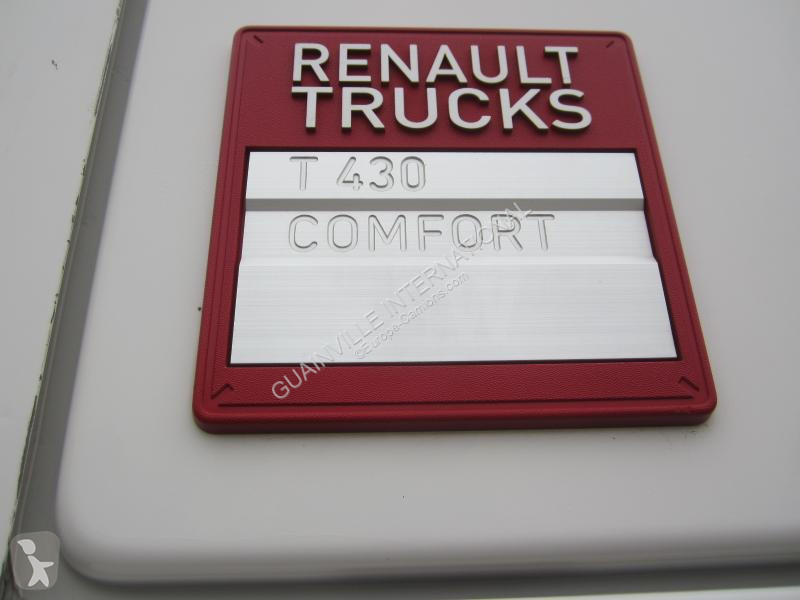 RENAULT
TRUCKS
T 430
COMFORT
GUAINVILLE INTERNATIONAL
©Europe-Camions.com